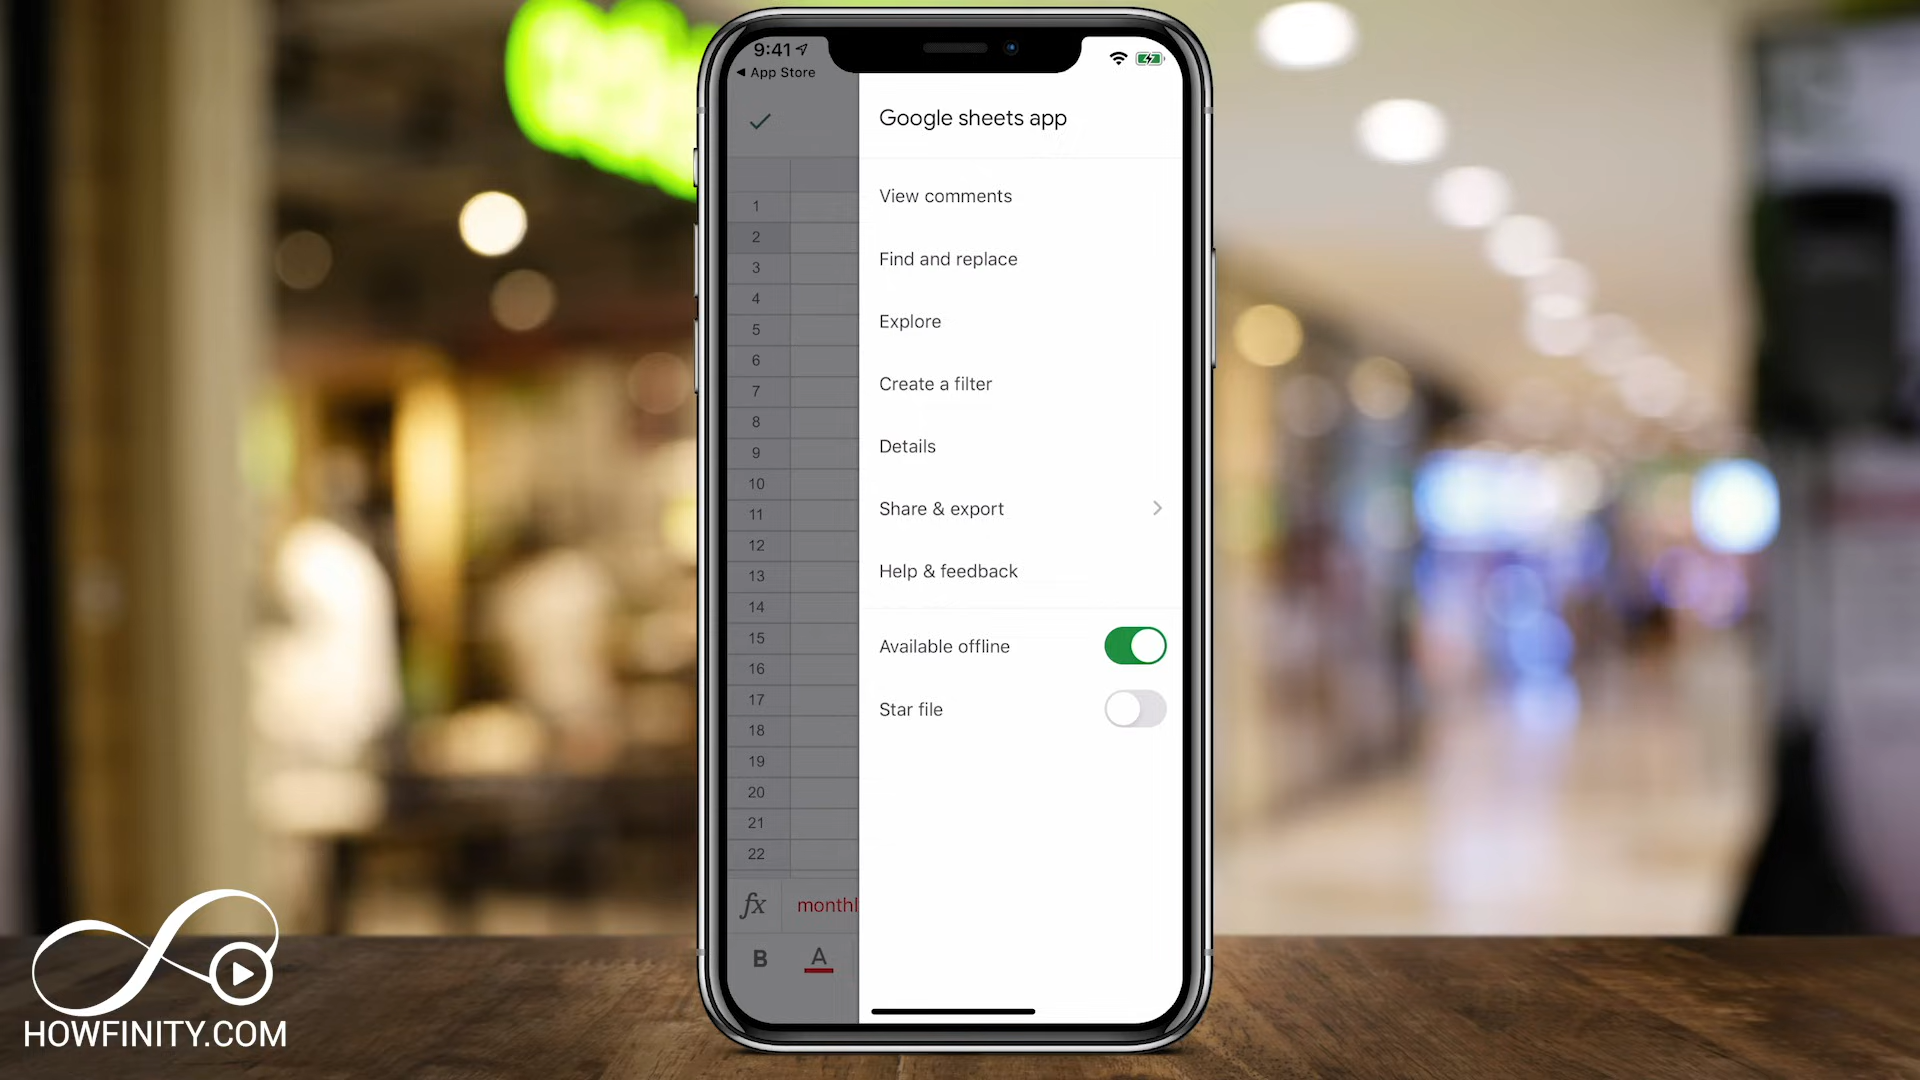 9:41
App Store
Google sheets app
View comments
Find and replace
Explore
Create a filter
Details
Share & export
Help & feedback
Available offline
Star file
1
2
3
4
5
6
7
8
9
10
11
12
13
14
15
16
17
18
19
20
21
22
fx
monthl
B
A
HOWFINITY.COM